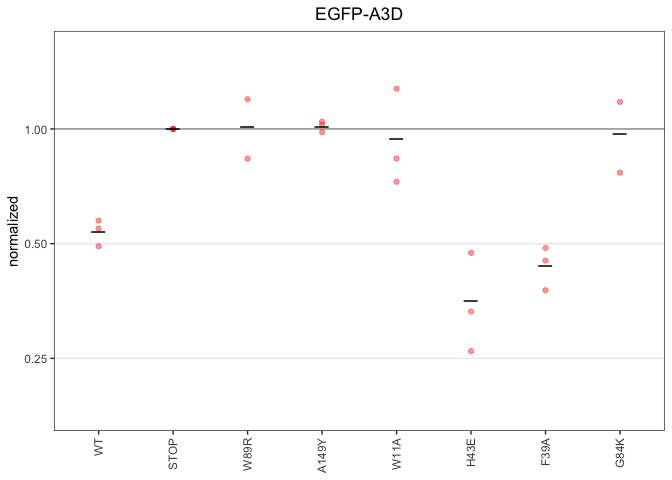 EGFP-A3D
normalized
1.00
0.50
0.25
WT
STOP
W89R
A149Y
W11A
H43E
F39A
G84K